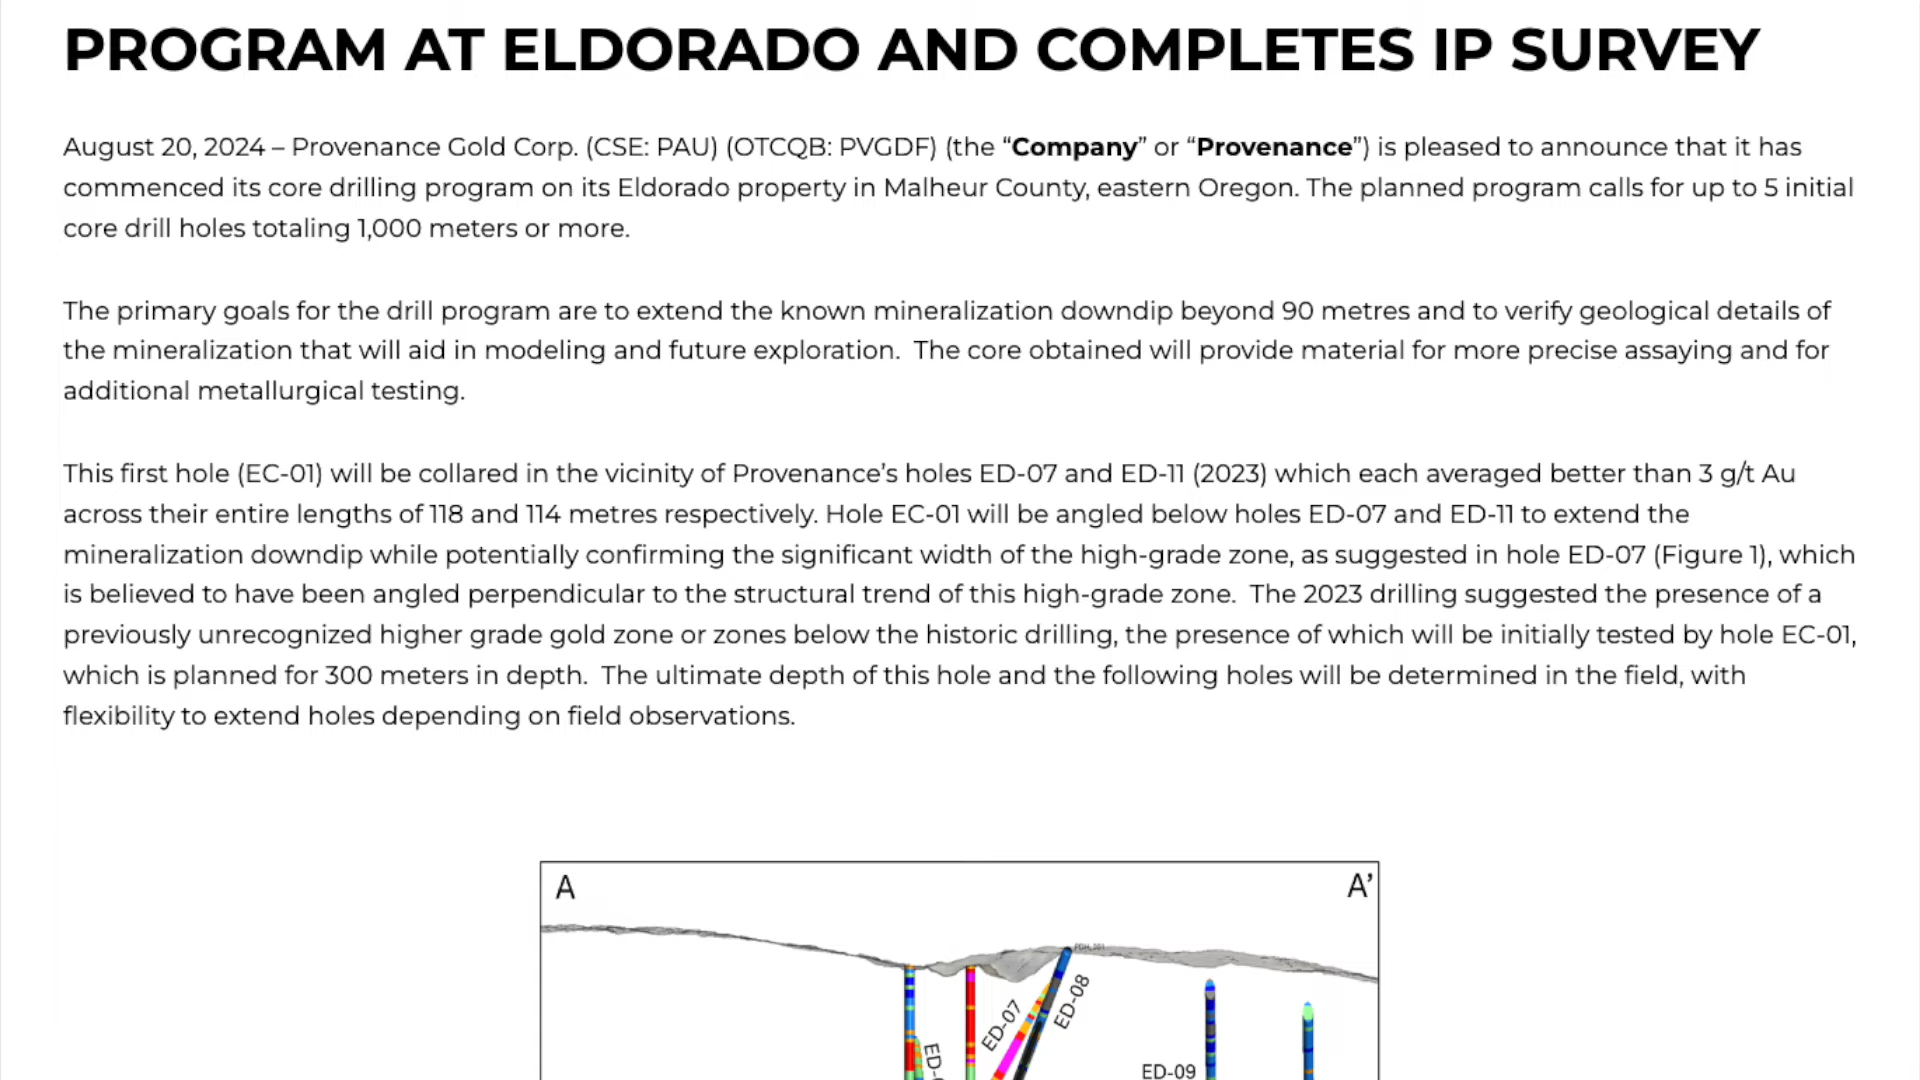 PROGRAM AT ELDORADO AND COMPLETES IP SURVEY
August 20, 2024 – Provenance Gold Corp. (CSE: PAU) (OTCQB: PVGDF) (the “Company” or “Provenance”) is pleased to announce that it has
commenced its core drilling program on its Eldorado property in Malheur County, eastern Oregon. The planned program calls for up to 5 initial
core drill holes totaling 1,000 meters or more.
The primary goals for the drill program are to extend the known mineralization downdip beyond 90 metres and to verify geological details of
the mineralization that will aid in modeling and future exploration.  The core obtained will provide material for more precise assaying and for
additional metallurgical testing.
This first hole (EC-01) will be collared in the vicinity of Provenance’s holes ED-07 and ED-11 (2023) which each averaged better than 3 g/t Au
across their entire lengths of 118 and 114 metres respectively. Hole EC-01 will be angled below holes ED-07 and ED-11 to extend the
mineralization downdip while potentially confirming the significant width of the high-grade zone, as suggested in hole ED-07 (Figure 1), which
is believed to have been angled perpendicular to the structural trend of this high-grade zone.  The 2023 drilling suggested the presence of a
previously unrecognized higher grade gold zone or zones below the historic drilling, the presence of which will be initially tested by hole EC-01,
which is planned for 300 meters in depth.  The ultimate depth of this hole and the following holes will be determined in the field, with
flexibility to extend holes depending on field observations.
A
A’
ED-07
ED-08
ED-09